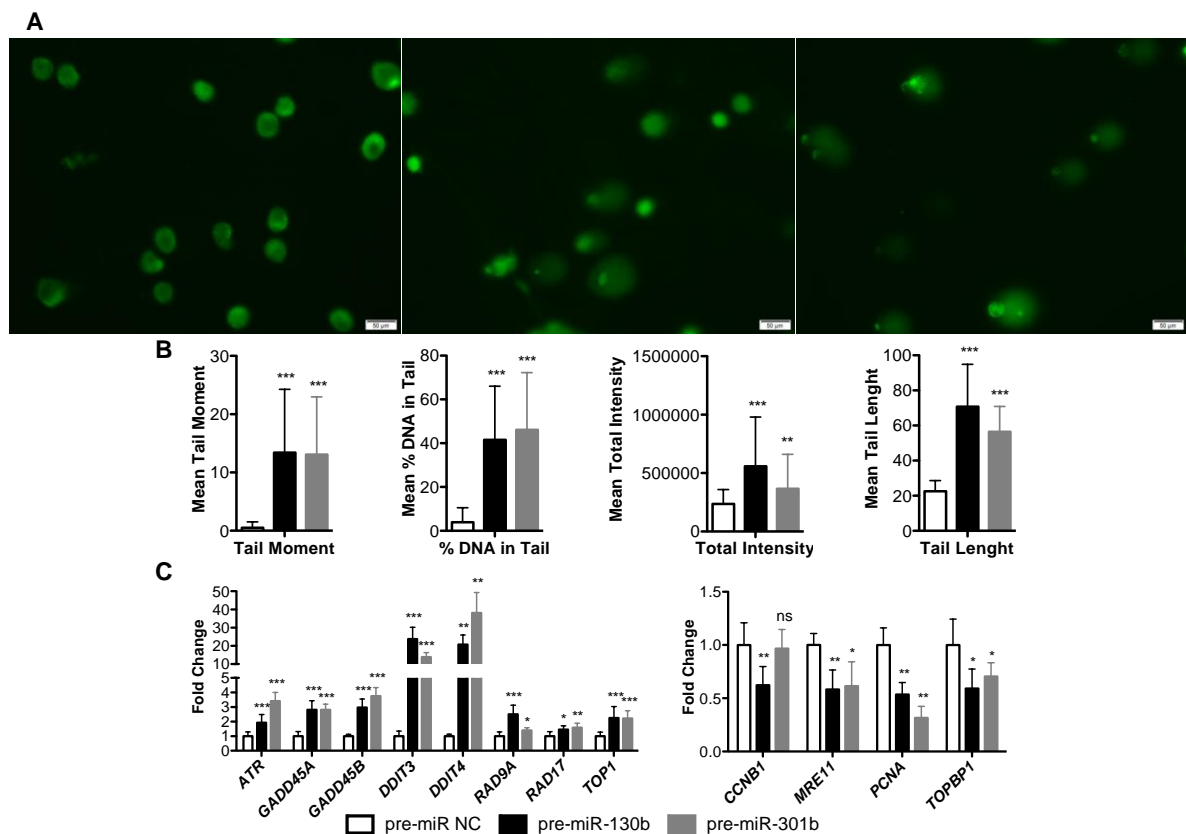 A
50 µm 50 µm 50 µm
B
Mean Tail Moment
30
20
10
0
*** ***
Tail Moment
Mean % DNA in Tail
80
60
40
20
0
*** ***
% DNA in Tail
Mean Total Intensity
1500000
1000000
500000
0
*** **
Total Intensity
Mean Tail Lenght
100
80
60
40
20
0
*** ***
Tail Lenght
C
Fold Change
50
40
30
20
10
5
4
3
2
1
0
*** *** *** *** *** *** *** *** ** ** *** * * ** *** ***
ATR GADD45A GADD45B DDIT3 DDIT4 RAD9A RAD17 TOP1
Fold Change
1.5
1.0
0.5
0.0
** ns ** * ** ** * *
CCNB1 MRE11 PCNA TOPBP1
pre-miR NC pre-miR-130b pre-miR-301b